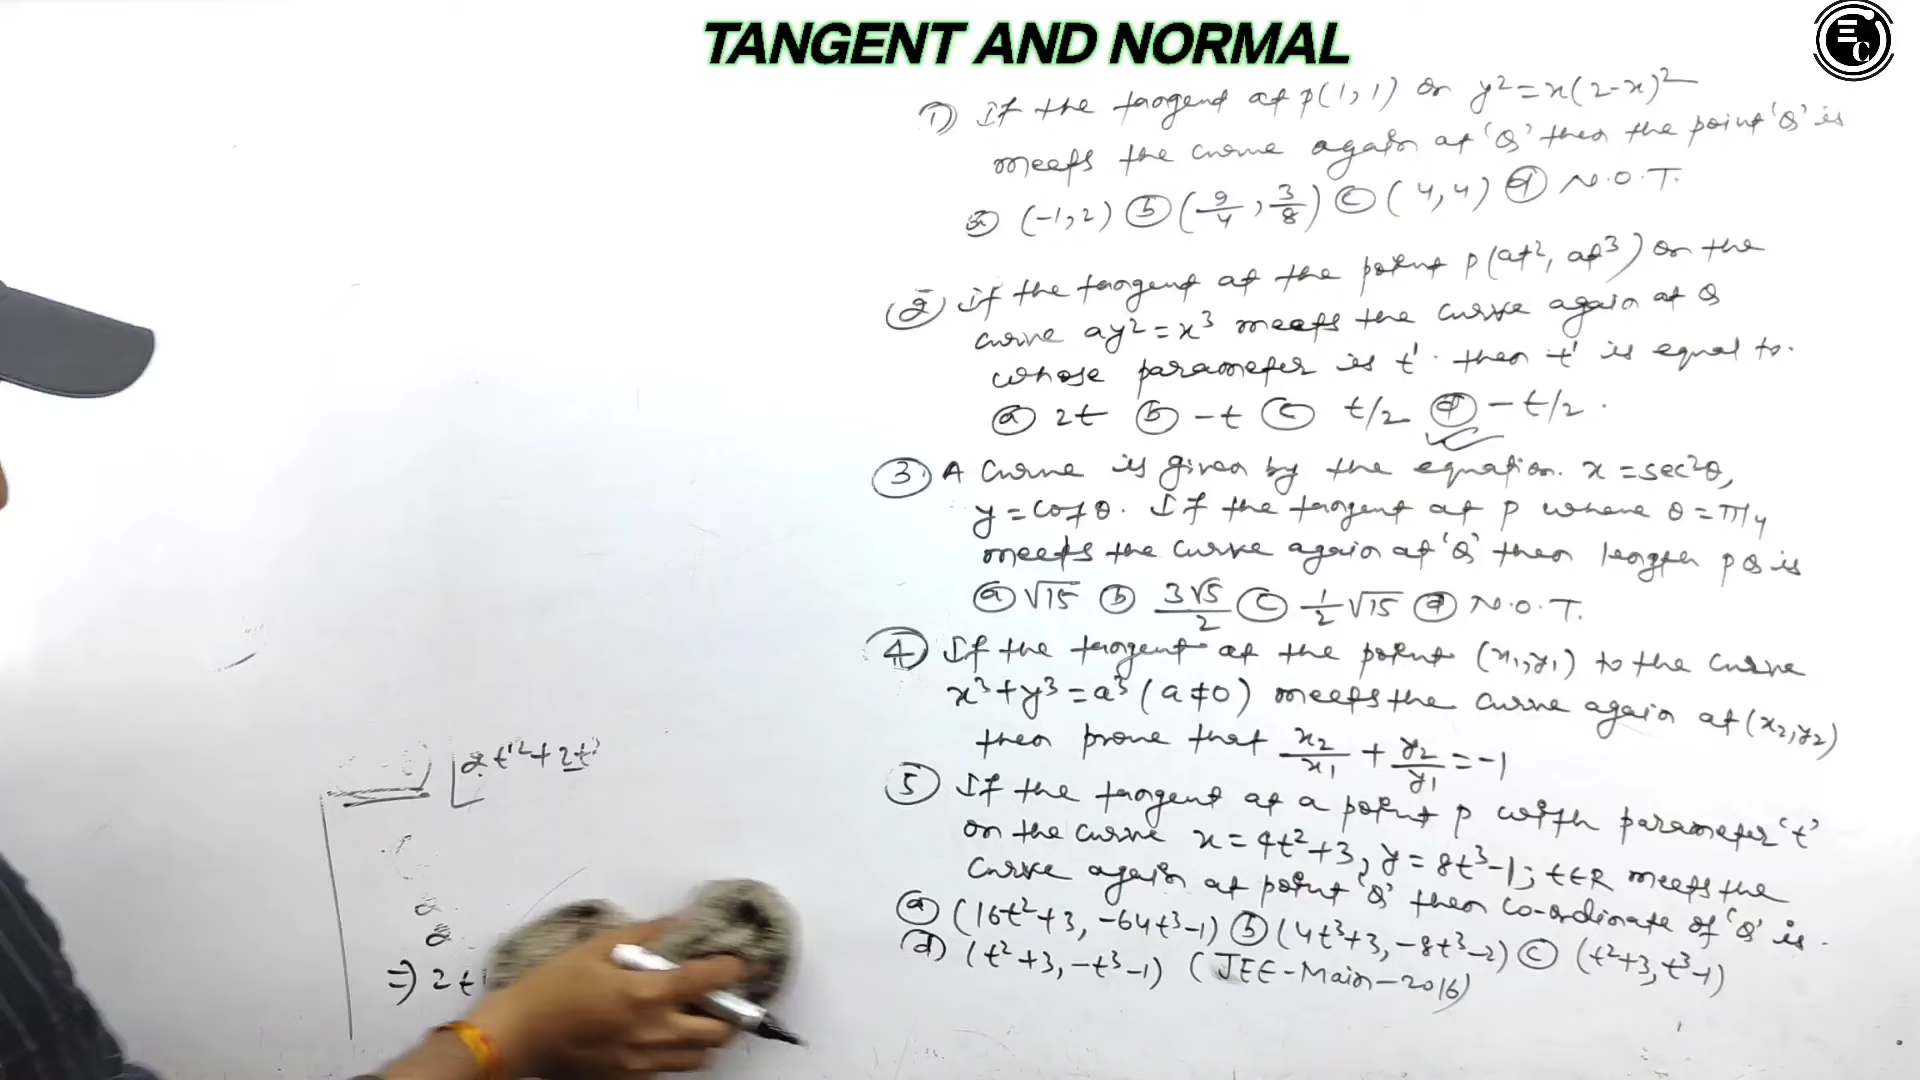 TANGENT AND NORMAL
EC
1) If the tangent at p(1,1) on y²=x(2-x)²
meets the curve again at 'Q' then the point 'Q' is
a (-1,2) b (9/4, 3/8) c (4,4) d N.O.T.
2 if the tangent at the point p(at², at³) on the
curve ay²=x³ meets the curve again at Q
whose parameter is t'. then t' is equal to.
a 2t b -t c t/2 d -t/2.
3 A curve is given by the equation. x=sec²θ,
y=cotθ. If the tangent at p where θ=π/4
meets the curve again at 'Q' then length pQ is
a √15 b 3√5/2 c 1/2 √15 d N.O.T.
4 If the tangent at the point (x₁,y₁) to the curve
x³+y³=a³ (a≠0) meets the curve again at (x₂,y₂)
then prove that x₂/x₁ + y₂/y₁ = -1
5 If the tangent at a point p with parameter 't'
on the curve x=4t²+3, y=8t³-1; t∈R meets the
curve again at point 'Q' then co-ordinate of 'Q' is.
a (16t²+3, -64t³-1) b (4t³+3, -8t³-2) c (t²+3, t³-1)
d (t²+3, -t³-1) (JEE-Main-2016)
2t'²+2t
2
2
=) 2t'